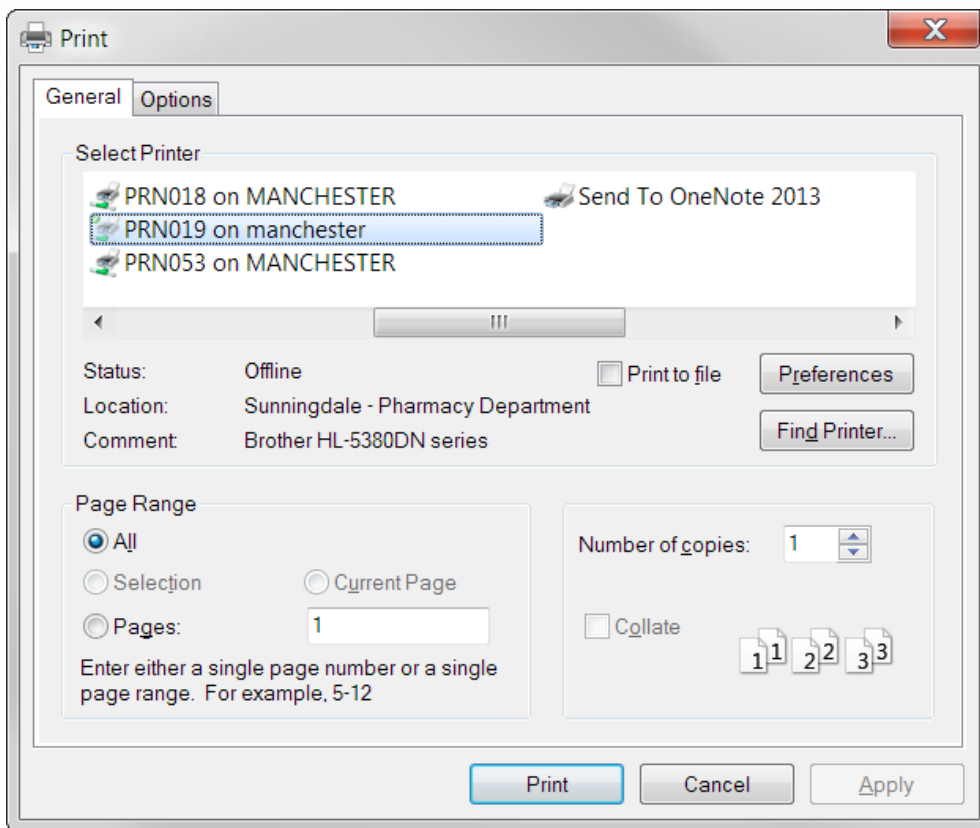 Print
General Options
Select Printer
PRN018 on MANCHESTER Send To OneNote 2013
PRN019 on manchester
PRN053 on MANCHESTER
Status: Offline Print to file Preferences
Location: Sunningdale - Pharmacy Department
Comment: Brother HL-5380DN series Find Printer...
Page Range
All Number of copies: 1
Selection Current Page
Pages: 1 Collate 1 1 2 2 3 3
Enter either a single page number or a single
page range. For example, 5-12
Print Cancel Apply